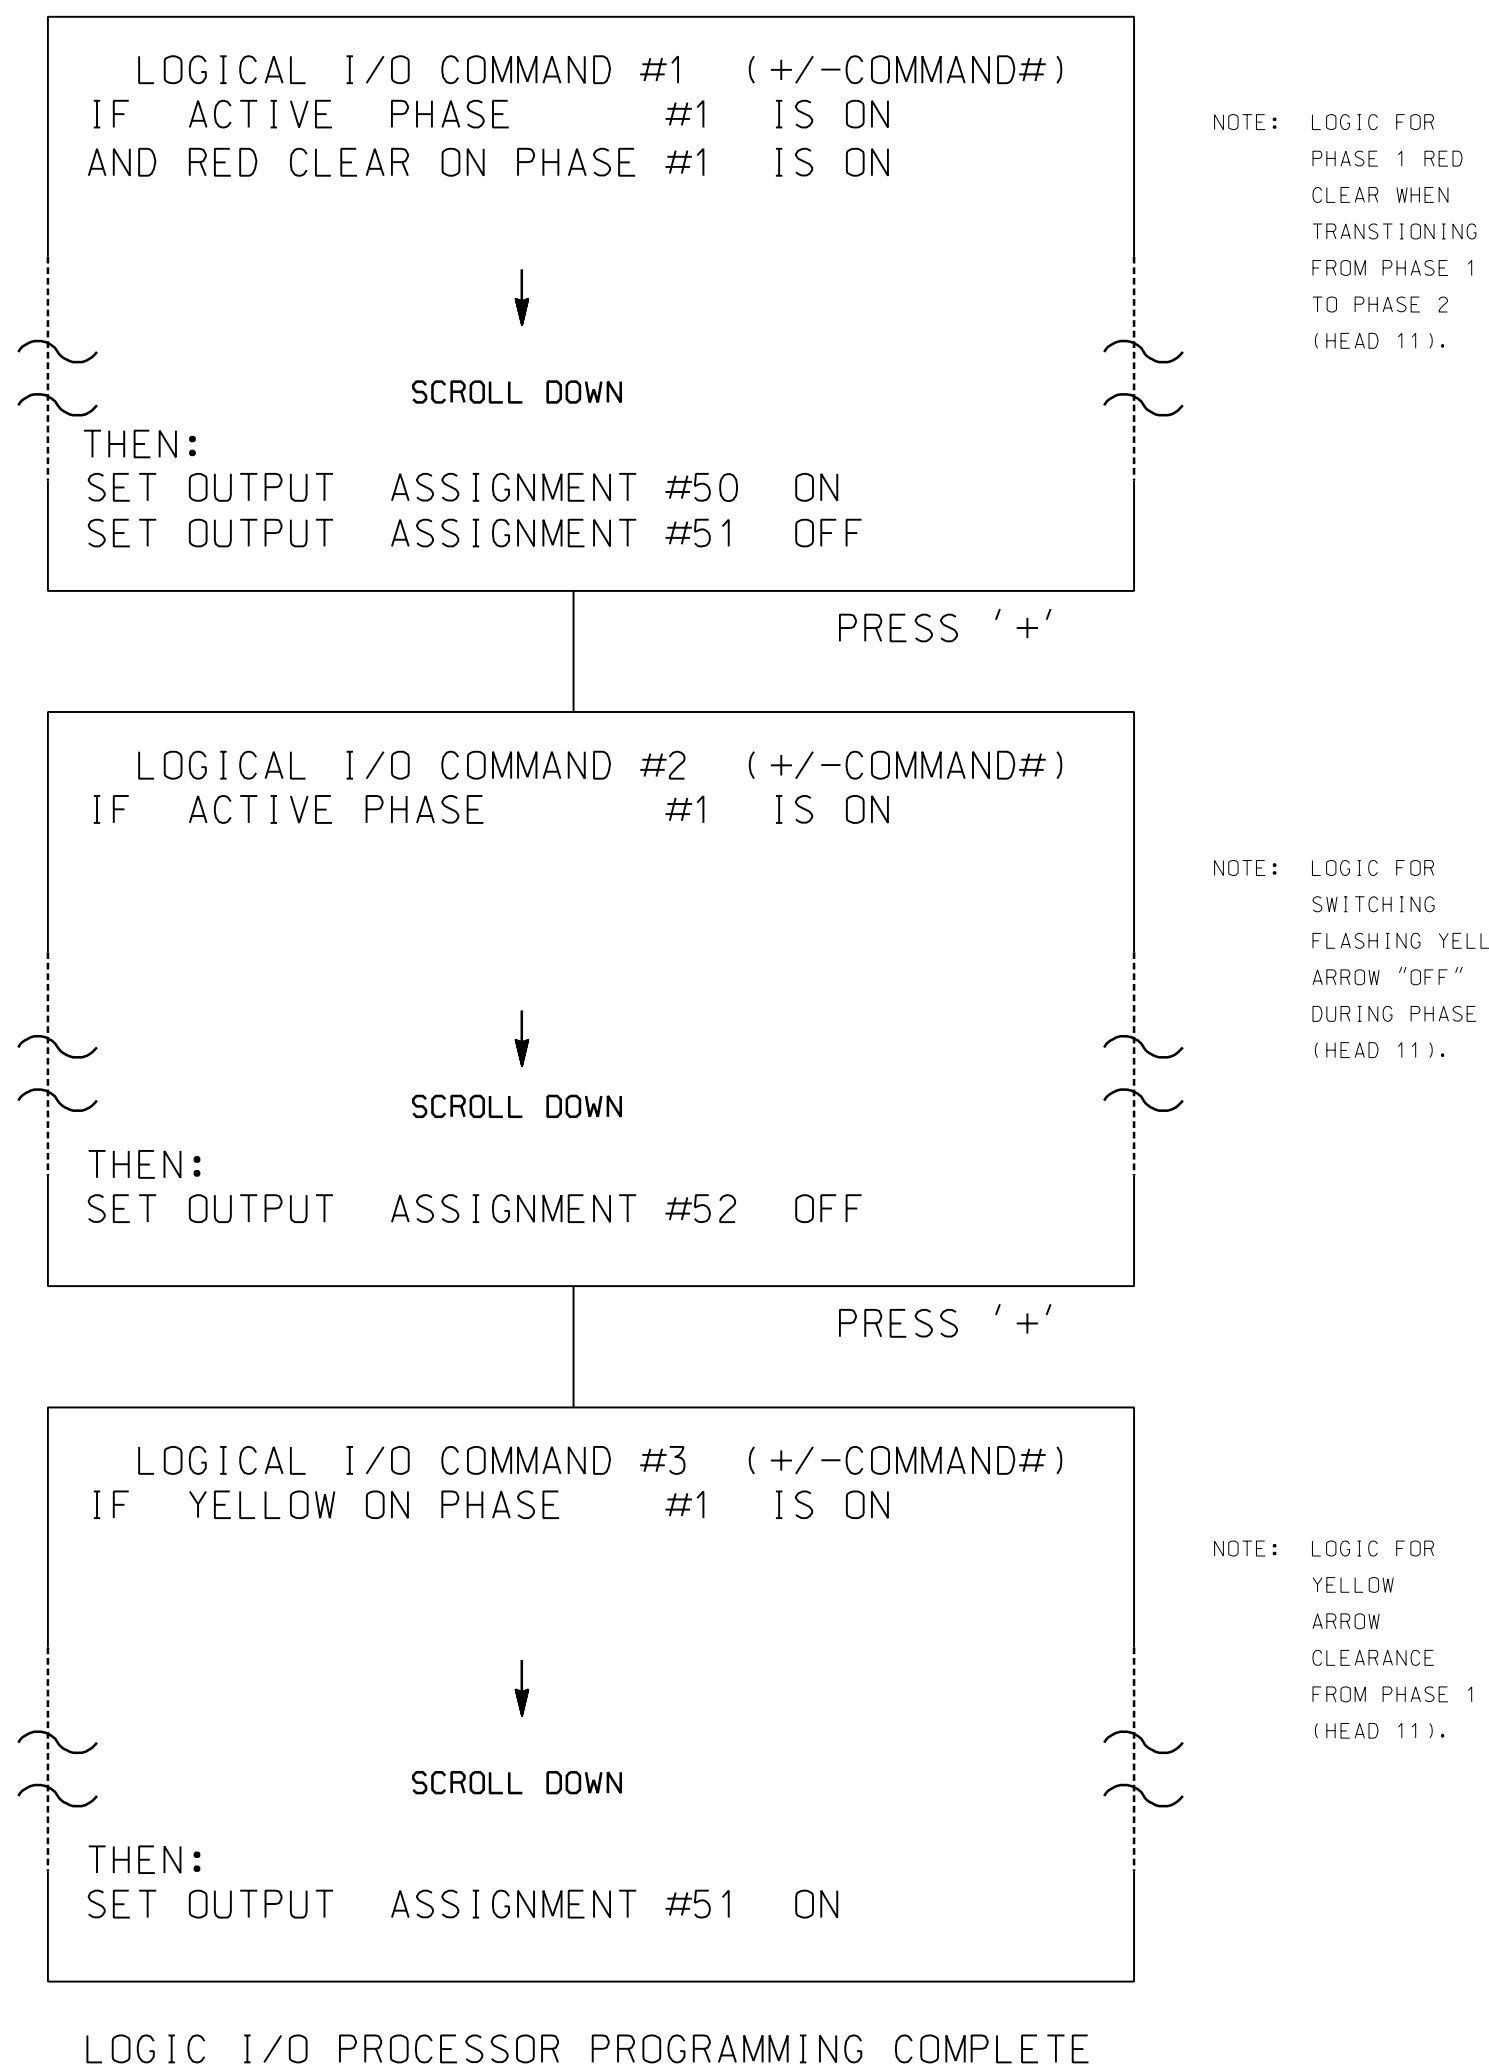 LOGICAL I/O COMMAND #1 (+/-COMMAND#)
IF ACTIVE PHASE #1 IS ON
AND RED CLEAR ON PHASE #1 IS ON
SCROLL DOWN
THEN:
SET OUTPUT ASSIGNMENT #50 ON
SET OUTPUT ASSIGNMENT #51 OFF
NOTE: LOGIC FOR
PHASE 1 RED
CLEAR WHEN
TRANSTIONING
FROM PHASE 1
TO PHASE 2
(HEAD 11).
PRESS '+'
LOGICAL I/O COMMAND #2 (+/-COMMAND#)
IF ACTIVE PHASE #1 IS ON
SCROLL DOWN
THEN:
SET OUTPUT ASSIGNMENT #52 OFF
NOTE: LOGIC FOR
SWITCHING
FLASHING YELL
ARROW "OFF"
DURING PHASE
(HEAD 11).
PRESS '+'
LOGICAL I/O COMMAND #3 (+/-COMMAND#)
IF YELLOW ON PHASE #1 IS ON
SCROLL DOWN
THEN:
SET OUTPUT ASSIGNMENT #51 ON
NOTE: LOGIC FOR
YELLOW
ARROW
CLEARANCE
FROM PHASE 1
(HEAD 11).
LOGIC I/O PROCESSOR PROGRAMMING COMPLETE